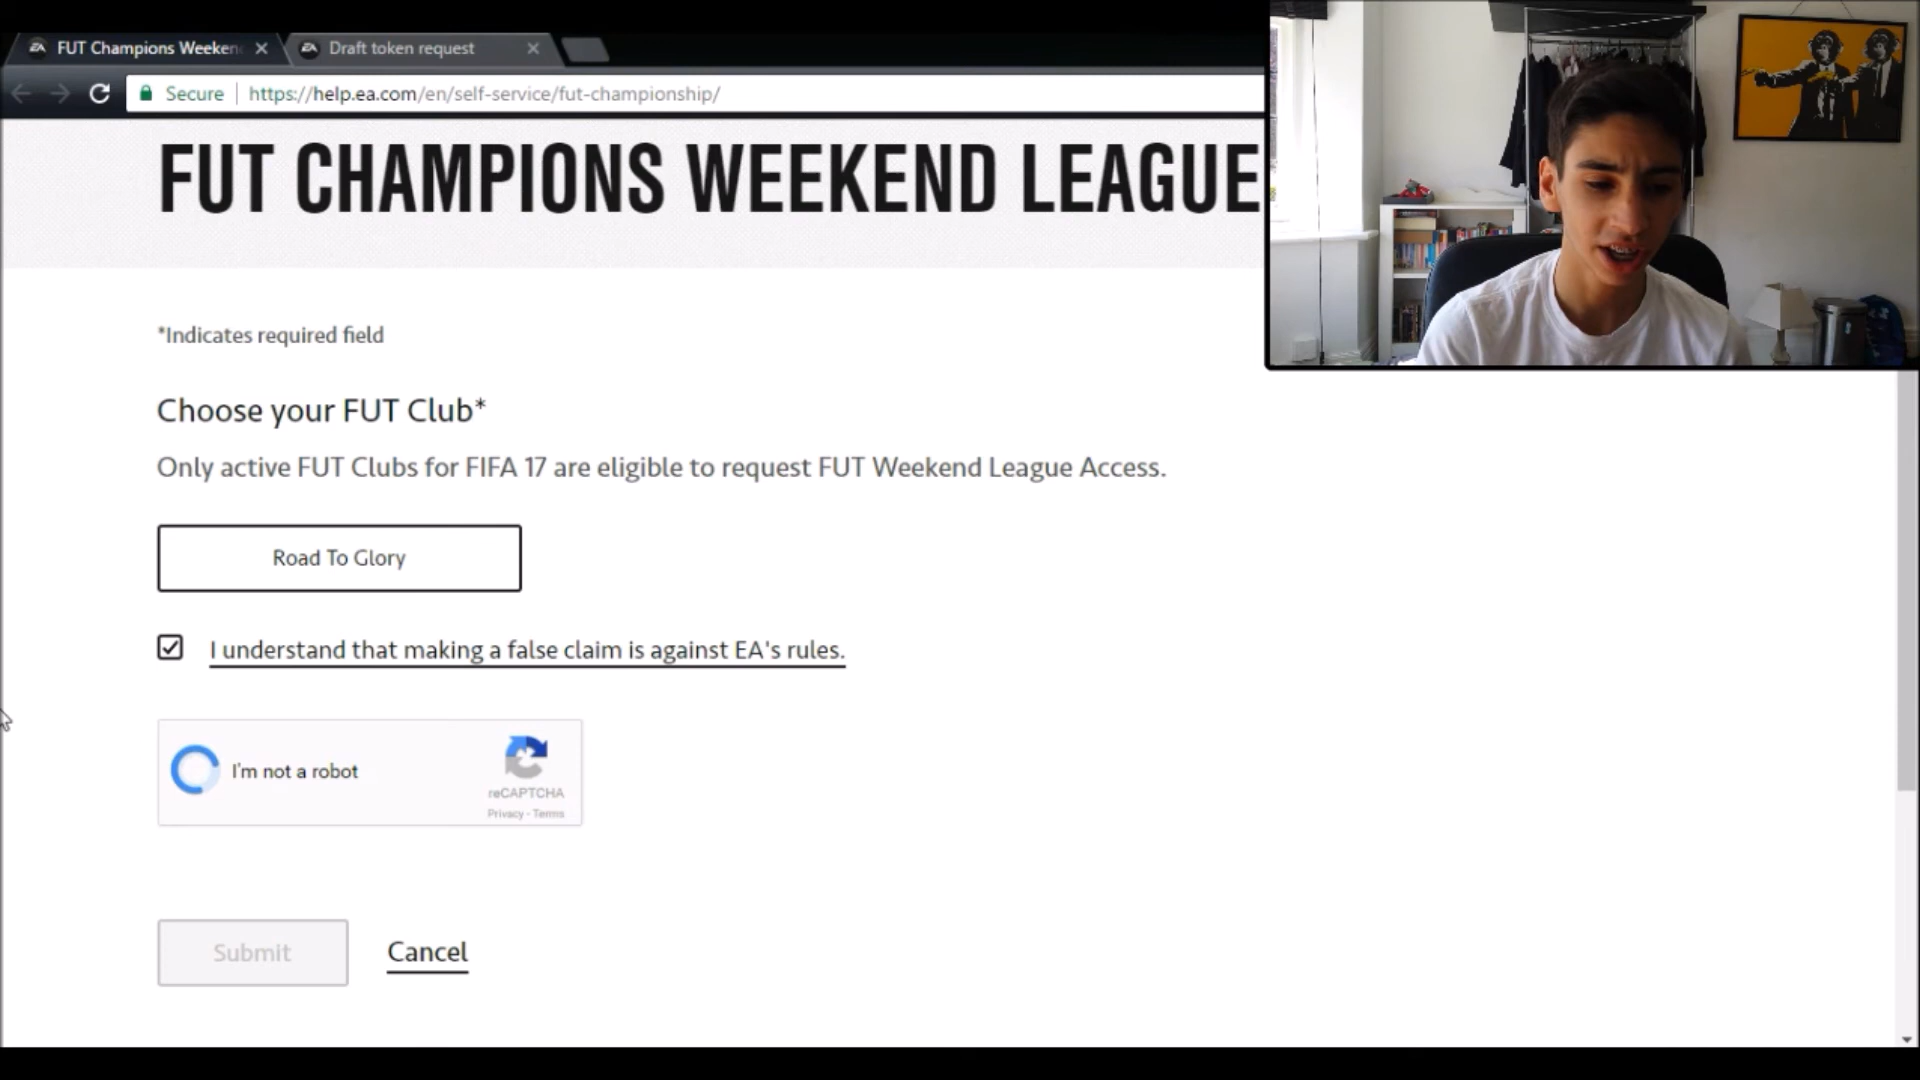 FUT Champions Weeken
Draft token request
Secure
https://help.ea.com/en/self-service/fut-championship/
FUT CHAMPIONS WEEKEND LEAGUE
*Indicates required field
Choose your FUT Club*
Only active FUT Clubs for FIFA 17 are eligible to request FUT Weekend League Access.
Road To Glory
I understand that making a false claim is against EA's rules.
I'm not a robot
reCAPTCHA
Privacy - Terms
Submit
Cancel